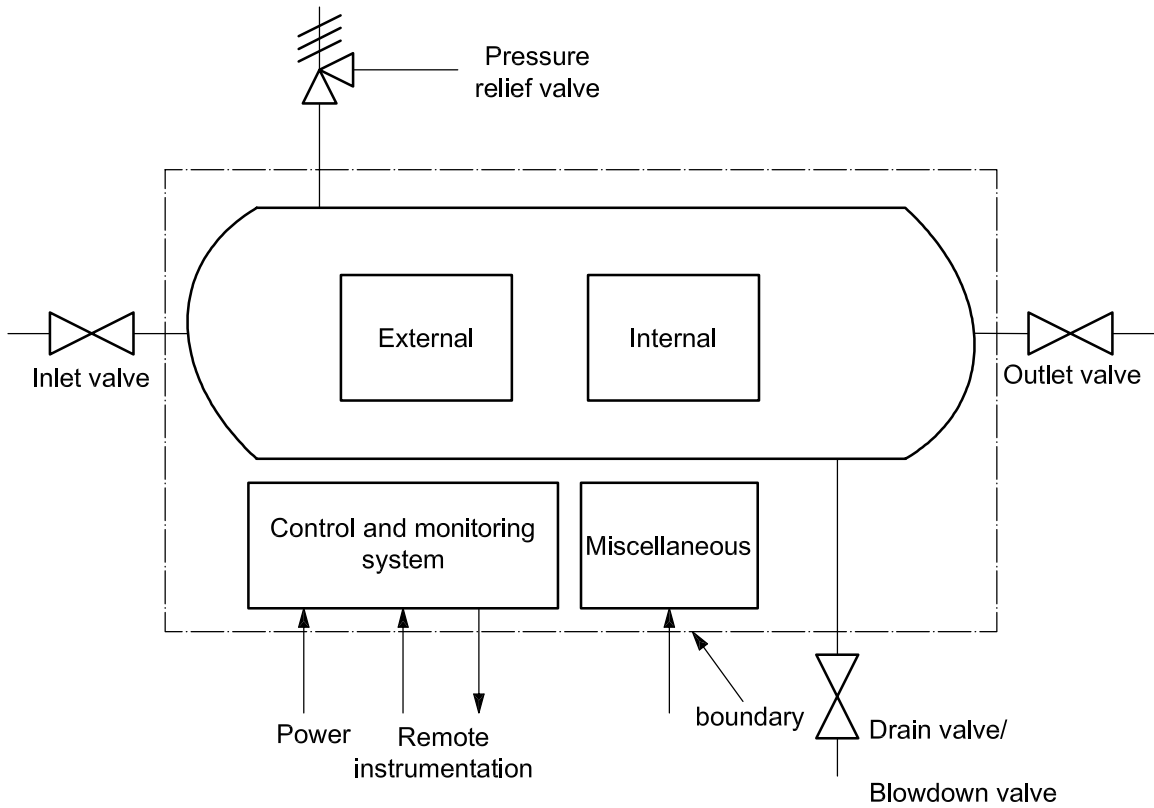 Pressure
relief valve
External
Internal
Inlet valve
Outlet valve
Control and monitoring
system
Miscellaneous
Power
Remote
instrumentation
boundary
Drain valve/
Blowdown valve